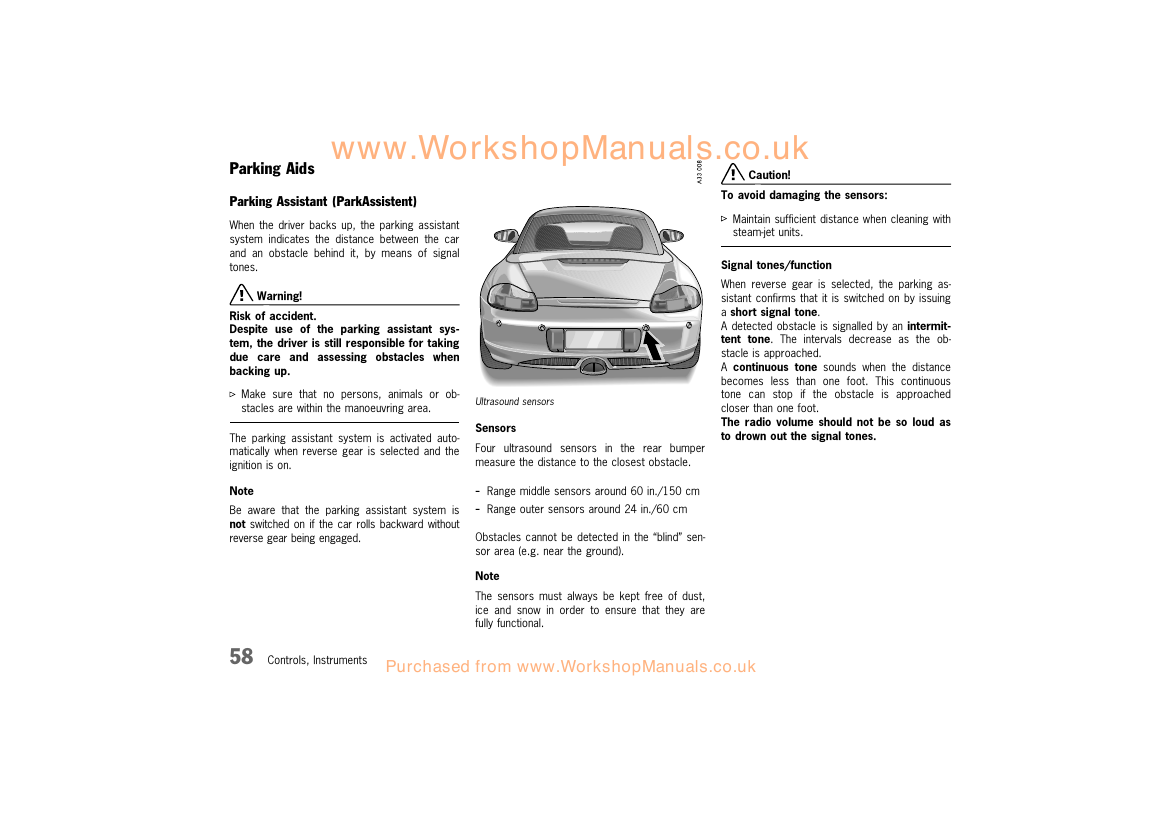 www.WorkshopManuals.co.uk
Parking Aids
Parking Assistant (ParkAssistent)
When the driver backs up, the parking assistant
system indicates the distance between the car
and an obstacle behind it, by means of signal
tones.
Warning!
Risk of accident.
Despite use of the parking assistant sys-
tem, the driver is still responsible for taking
due care and assessing obstacles when
backing up.
▷ Make sure that no persons, animals or ob-
stacles are within the manoeuvring area.
The parking assistant system is activated auto-
matically when reverse gear is selected and the
ignition is on.
Note
Be aware that the parking assistant system is
not switched on if the car rolls backward without
reverse gear being engaged.
A33 008
Ultrasound sensors
Sensors
Four ultrasound sensors in the rear bumper
measure the distance to the closest obstacle.
– Range middle sensors around 60 in./150 cm
– Range outer sensors around 24 in./60 cm
Obstacles cannot be detected in the “blind” sen-
sor area (e.g. near the ground).
Note
The sensors must always be kept free of dust,
ice and snow in order to ensure that they are
fully functional.
Caution!
To avoid damaging the sensors:
▷ Maintain sufficient distance when cleaning with
steam-jet units.
Signal tones/function
When reverse gear is selected, the parking as-
sistant confirms that it is switched on by issuing
a short signal tone.
A detected obstacle is signalled by an intermit-
tent tone. The intervals decrease as the ob-
stacle is approached.
A continuous tone sounds when the distance
becomes less than one foot. This continuous
tone can stop if the obstacle is approached
closer than one foot.
The radio volume should not be so loud as
to drown out the signal tones.
58 Controls, Instruments
Purchased from www.WorkshopManuals.co.uk